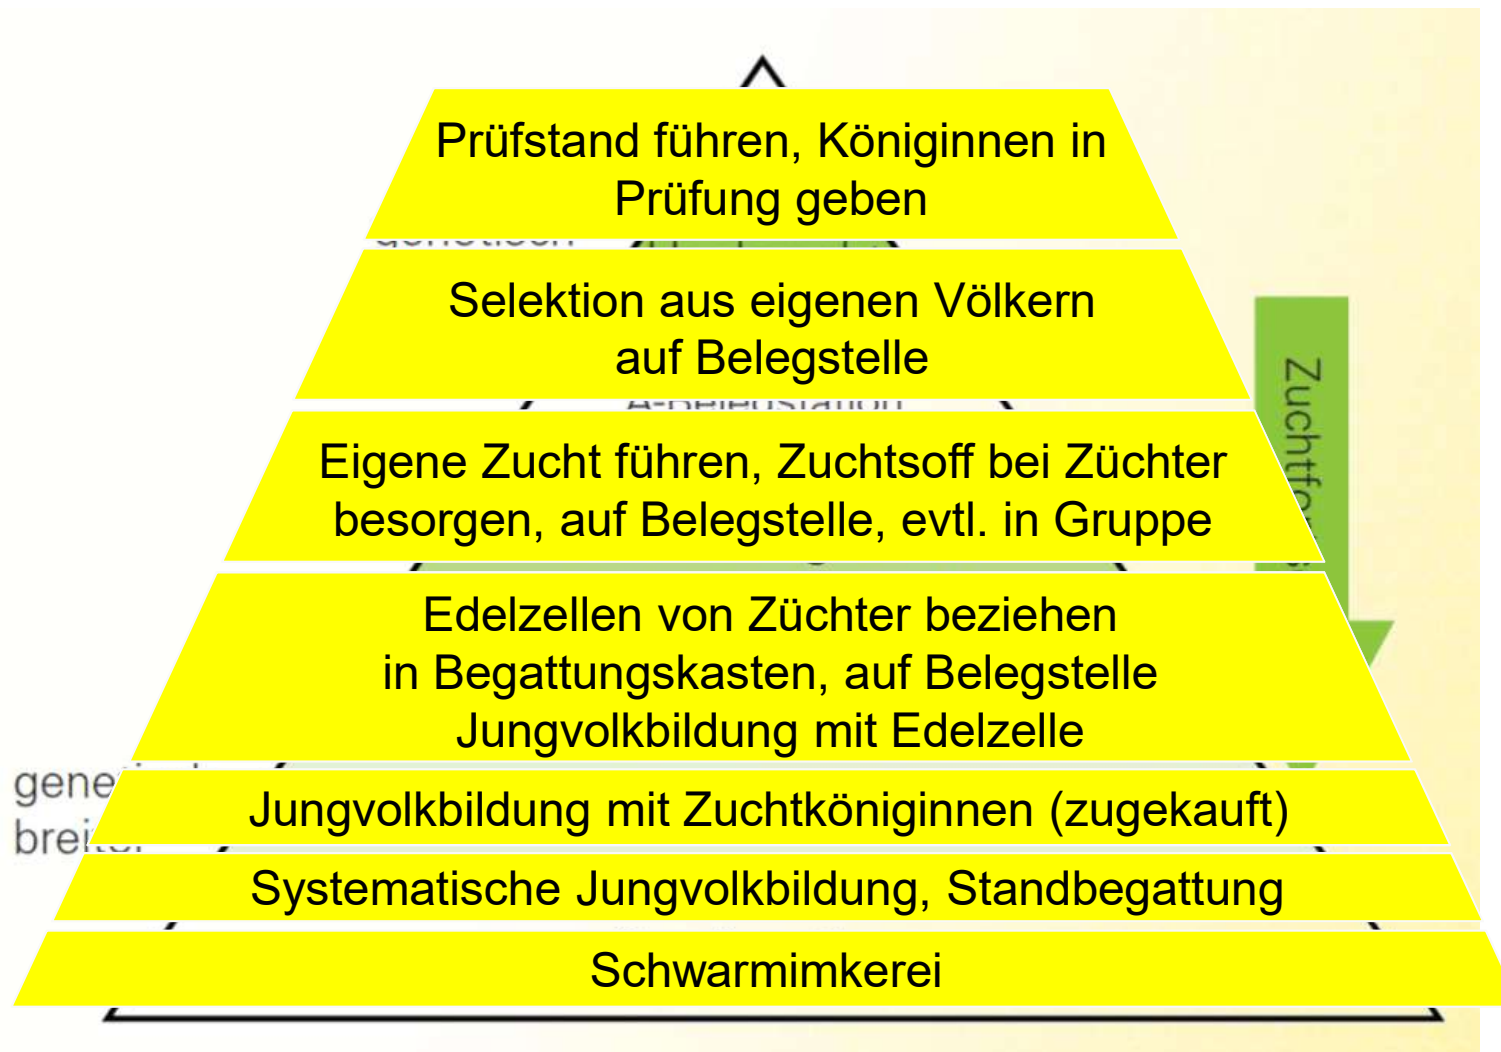 Prüfstand führen, Königinnen in
Prüfung geben
Selektion aus eigenen Völkern
auf Belegstelle
A-Belegstation
Eigene Zucht führen, Zuchtsoff bei Züchter
besorgen, auf Belegstelle, evtl. in Gruppe
Edelzellen von Züchter beziehen
in Begattungskasten, auf Belegstelle
Jungvolkbildung mit Edelzelle
Jungvolkbildung mit Zuchtköniginnen (zugekauft)
Systematische Jungvolkbildung, Standbegattung
Schwarmimkerei